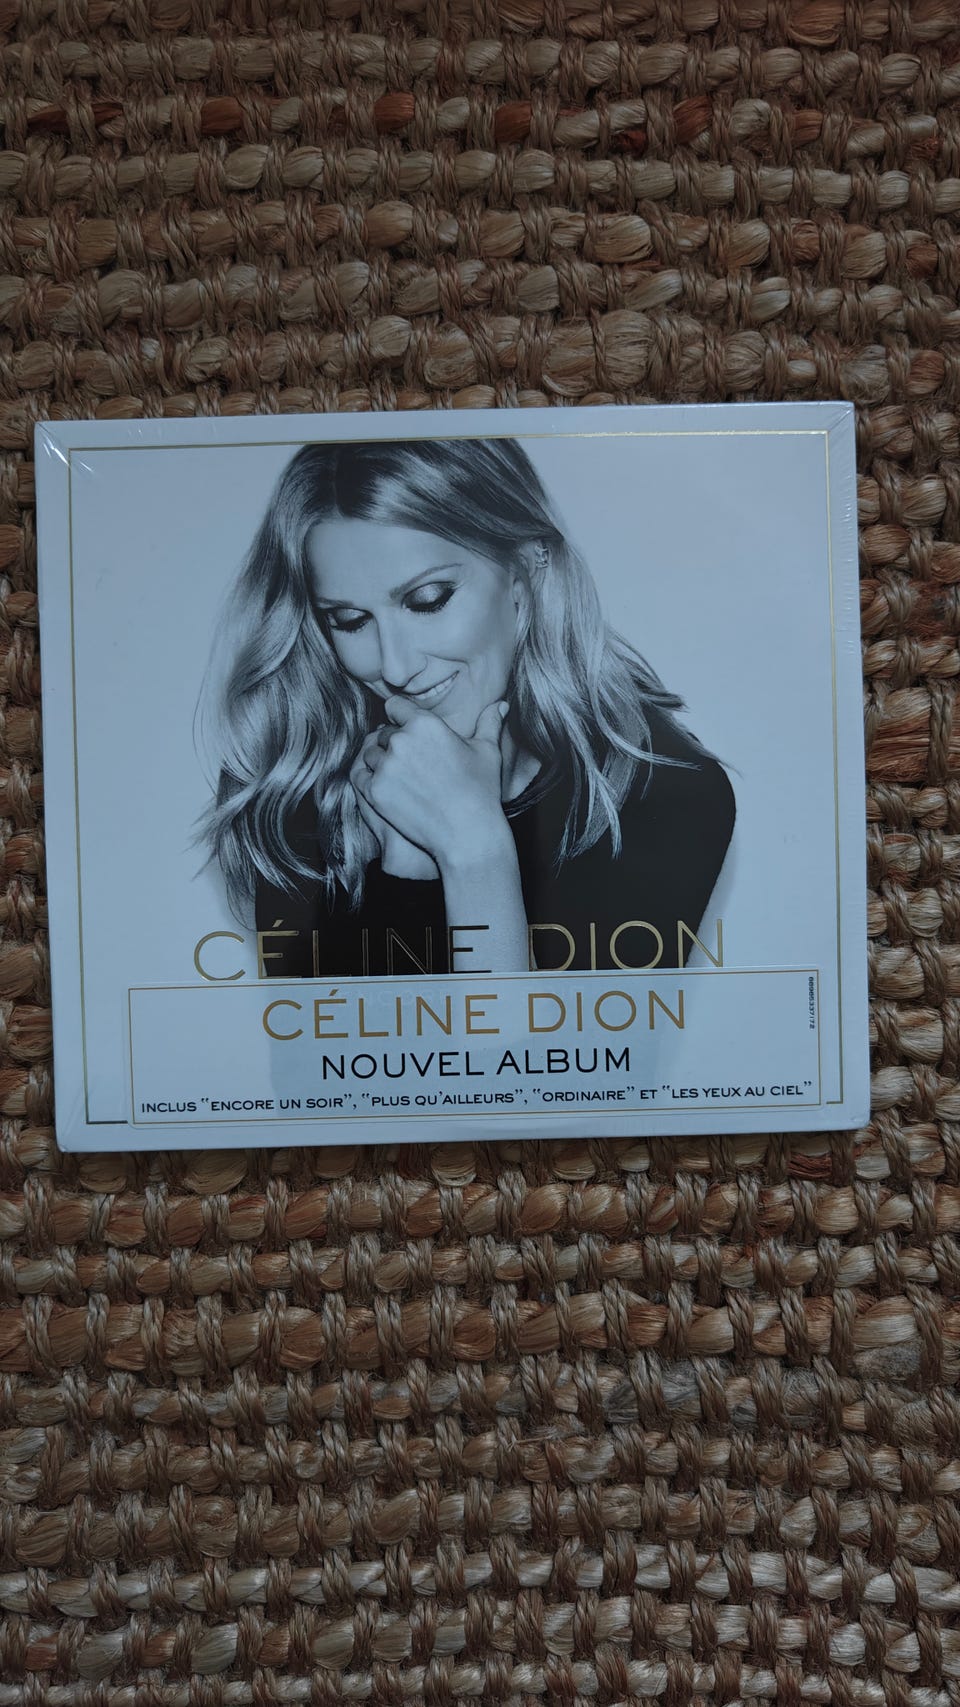 CÉLINE DION
CÉLINE DION
NOUVEL ALBUM
INCLUS “ENCORE UN SOIR”, “PLUS QU’AILLEURS”, “ORDINAIRE” ET “LES YEUX AU CIEL”